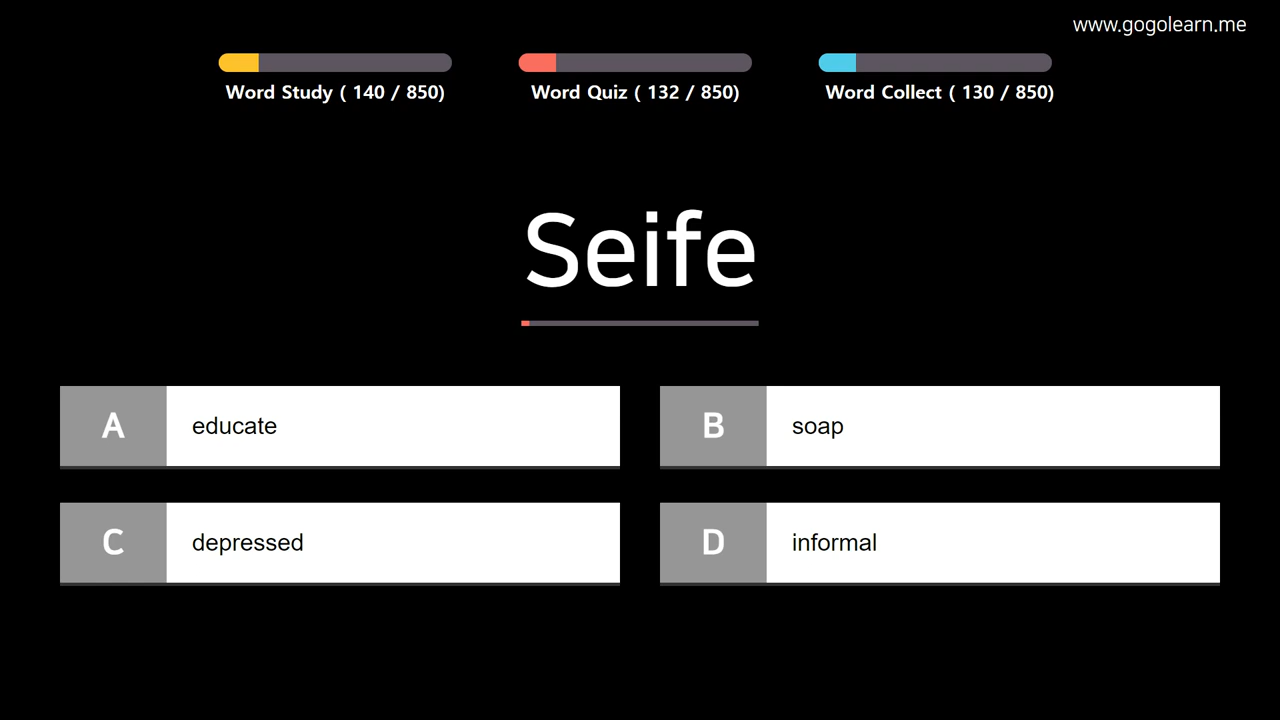 www.gogolearn.me
Word Study ( 140 / 850)
Word Quiz ( 132 / 850)
Word Collect ( 130 / 850)
Seife
A educate
B soap
C depressed
D informal